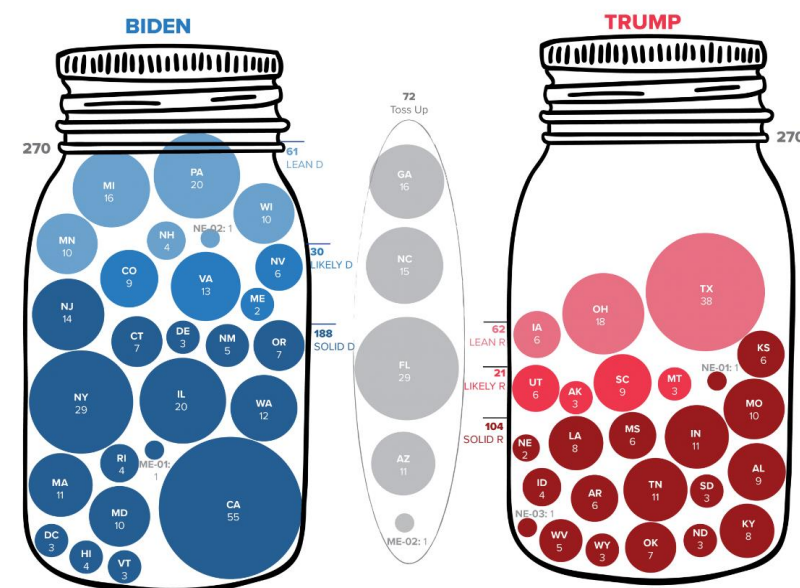 BIDEN
270
61
LEAN D
PA
20
MI
16
WI
10
NE-02: 1
NH
4
MN
10
30
LIKELY D
NV
6
CO
9
VA
13
ME
2
NJ
14
188
SOLID D
DE
3
CT
7
NM
5
OR
7
NY
29
IL
20
WA
12
RI
4
ME-01:
1
MA
11
CA
55
MD
10
DC
3
HI
4
VT
3
72
Toss Up
GA
16
NC
15
FL
29
AZ
11
ME-02: 1
TRUMP
270
TX
38
OH
18
62
LEAN R
IA
6
KS
6
NE-01: 1
21
LIKELY R
UT
6
AK
3
SC
9
MT
3
MO
10
104
SOLID R
NE
2
LA
8
MS
6
IN
11
AL
9
ID
4
AR
6
TN
11
SD
3
NE-03: 1
WV
5
WY
3
OK
7
ND
3
KY
8